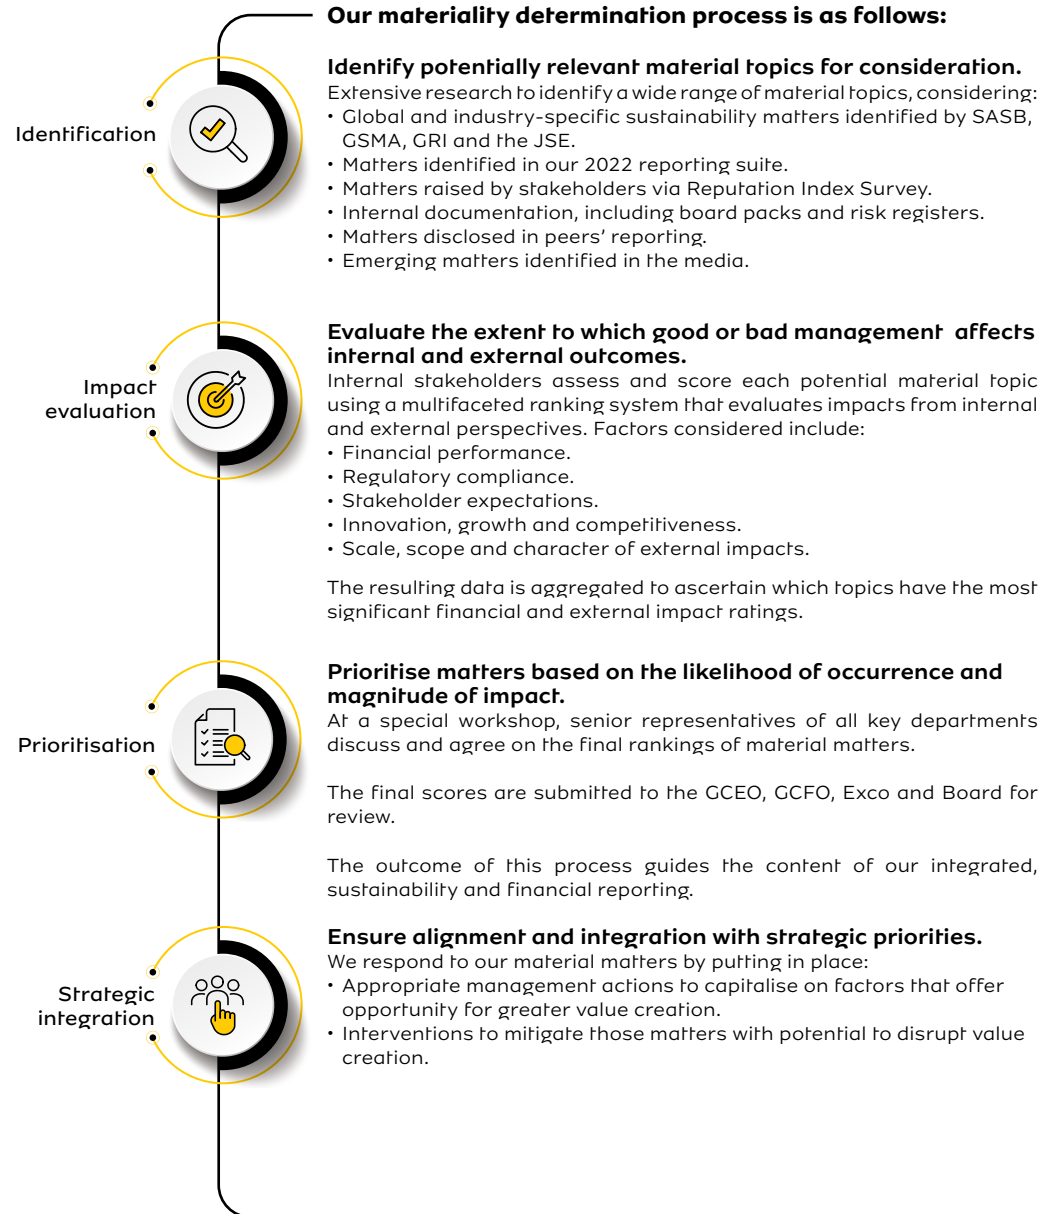 Our materiality determination process is as follows:
Identification
Identify potentially relevant material topics for consideration.
Extensive research to identify a wide range of material topics, considering:
• Global and industry-specific sustainability matters identified by SASB,
GSMA, GRI and the JSE.
• Matters identified in our 2022 reporting suite.
• Matters raised by stakeholders via Reputation Index Survey.
• Internal documentation, including board packs and risk registers.
• Matters disclosed in peers' reporting.
• Emerging matters identified in the media.
Impact
evaluation
Evaluate the extent to which good or bad management affects
internal and external outcomes.
Internal stakeholders assess and score each potential material topic
using a multifaceted ranking system that evaluates impacts from internal
and external perspectives. Factors considered include:
• Financial performance.
• Regulatory compliance.
• Stakeholder expectations.
• Innovation, growth and competitiveness.
• Scale, scope and character of external impacts.
The resulting data is aggregated to ascertain which topics have the most
significant financial and external impact ratings.
Prioritisation
Prioritise matters based on the likelihood of occurrence and
magnitude of impact.
At a special workshop, senior representatives of all key departments
discuss and agree on the final rankings of material matters.
The final scores are submitted to the GCEO, GCFO, Exco and Board for
review.
The outcome of this process guides the content of our integrated,
sustainability and financial reporting.
Strategic
integration
Ensure alignment and integration with strategic priorities.
We respond to our material matters by putting in place:
• Appropriate management actions to capitalise on factors that offer
opportunity for greater value creation.
• Interventions to mitigate those matters with potential to disrupt value
creation.